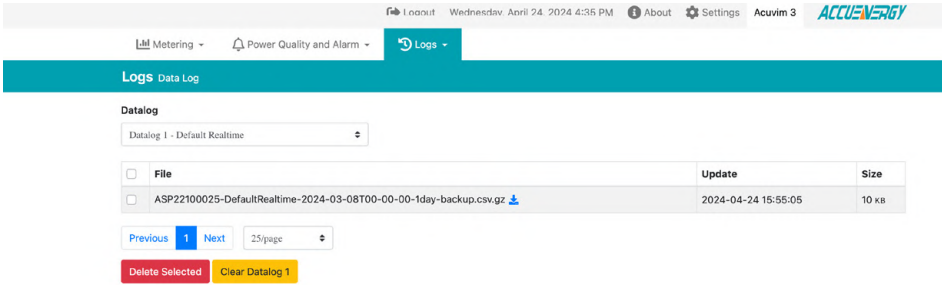 Logout Wednesday, April 24, 2024 4:35 PM About Settings Acuvim 3 ACCUENERGY
Metering Power Quality and Alarm Logs
Logs Data Log
Datalog
Datalog 1 - Default Realtime
File Update Size
ASP22100025-DefaultRealtime-2024-03-08T00-00-00-1day-backup.csv.gz 2024-04-24 15:55:05 10 KB
Previous 1 Next 25/page
Delete Selected Clear Datalog 1